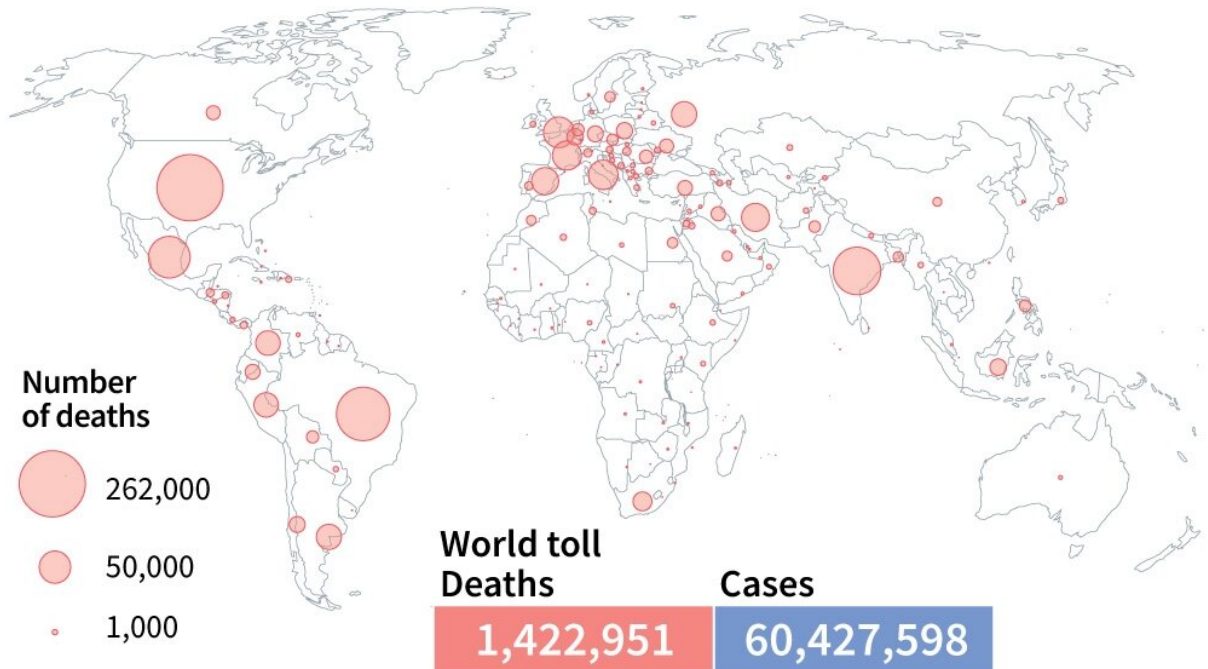 Number
of deaths
262,000
50,000
1,000
World toll
Deaths
Cases
1,422,951
60,427,598